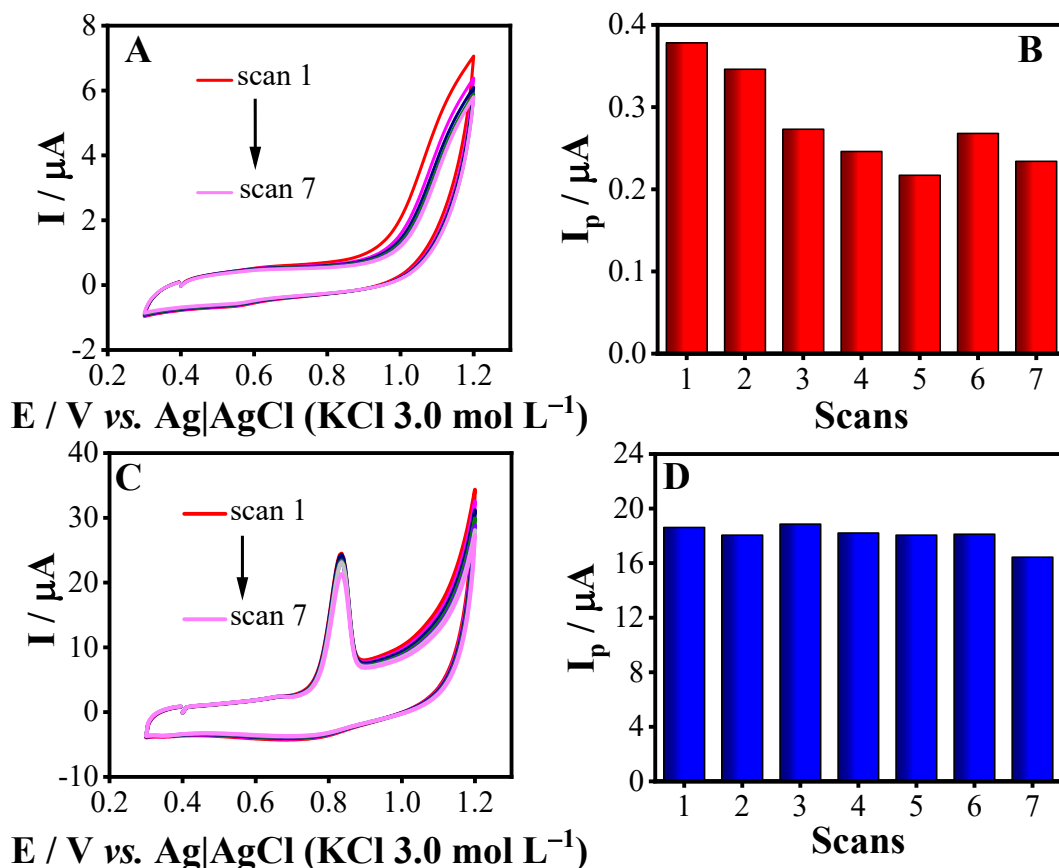 A
scan 1
scan 7
I / μA
8
6
4
2
0
-2
0.2 0.4 0.6 0.8 1.0 1.2
E / V vs. Ag|AgCl (KCl 3.0 mol L⁻¹)
B
Iₚ / μA
0.4
0.3
0.2
0.1
0.0
1 2 3 4 5 6 7
Scans
C
scan 1
scan 7
I / μA
40
30
20
10
0
-10
0.2 0.4 0.6 0.8 1.0 1.2
E / V vs. Ag|AgCl (KCl 3.0 mol L⁻¹)
D
Iₚ / μA
24
20
16
12
8
4
0
1 2 3 4 5 6 7
Scans